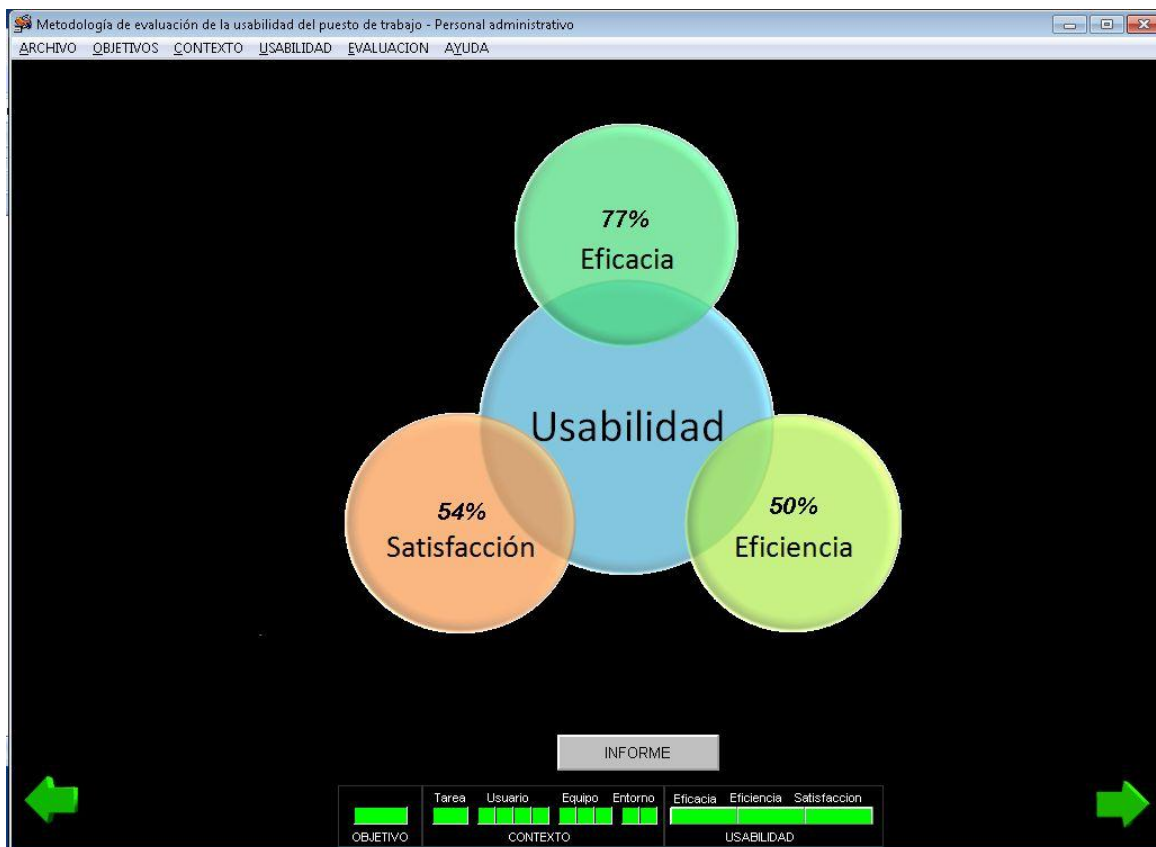 Metodología de evaluación de la usabilidad del puesto de trabajo - Personal administrativo
ARCHIVO OBJETIVOS CONTEXTO USABILIDAD EVALUACION AYUDA
77%
Eficacia
Usabilidad
54%
Satisfacción
50%
Eficiencia
INFORME
Tarea Usuario Equipo Entorno Eficacia Eficiencia Satisfaccion
OBJETIVO CONTEXTO USABILIDAD